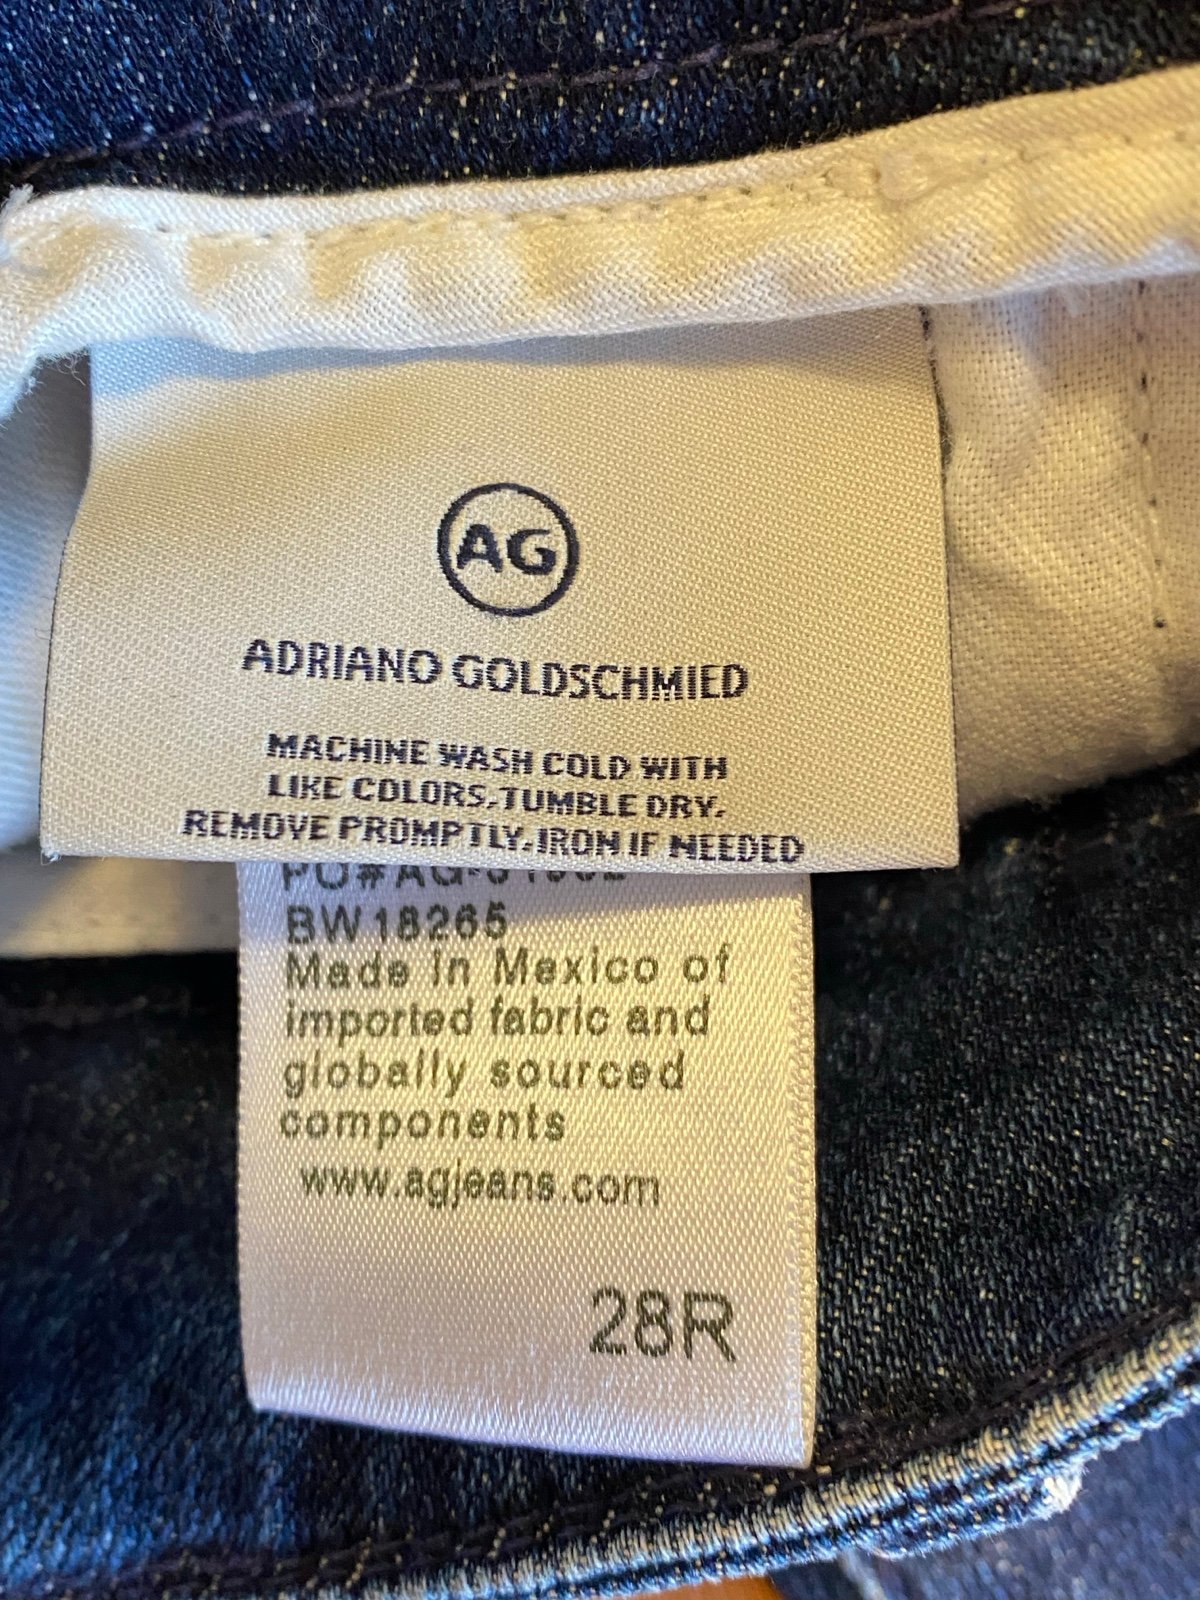 AG
ADRIANO GOLDSCHMIED
MACHINE WASH COLD WITH
LIKE COLORS, TUMBLE DRY,
REMOVE PROMPTLY, IRON IF NEEDED
BW18265
Made in Mexico of
imported fabric and
globally sourced
components
www.agjeans.com
28R